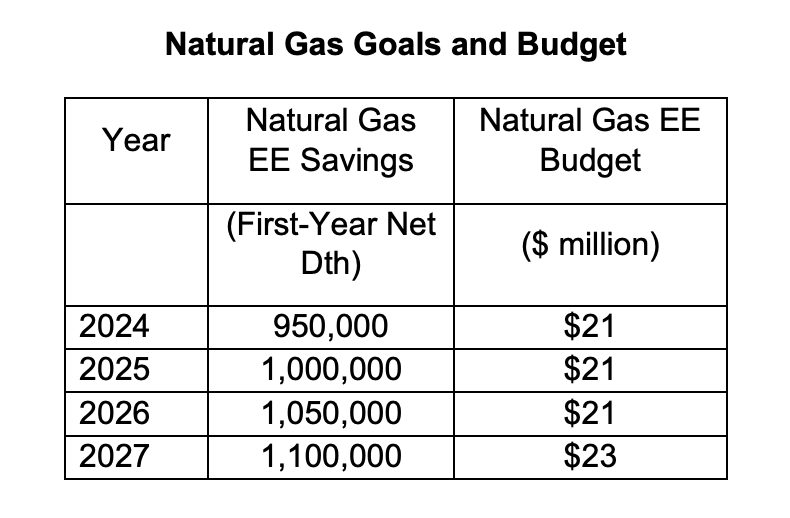 Natural Gas Goals and Budget
Year
Natural Gas
EE Savings
Natural Gas EE
Budget
(First-Year Net
Dth)
($ million)
2024 950,000 $21
2025 1,000,000 $21
2026 1,050,000 $21
2027 1,100,000 $23